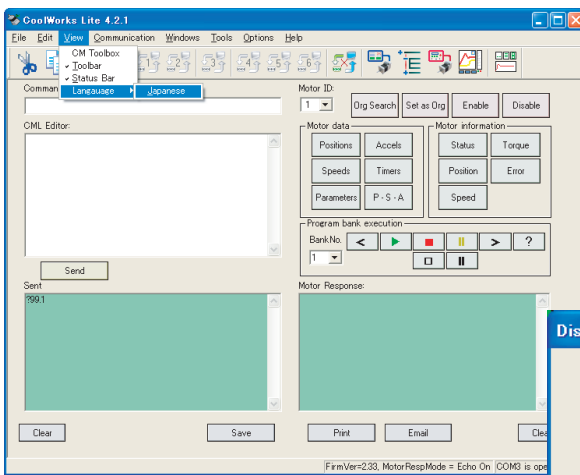 CoolWorks Lite 4.2.1
File Edit View Communication Windows Tools Options Help
CM Toolbox
Toolbar
Status Bar
Langauage
Japanese
Comman
Motor ID:
1
Org Search
Set as Org
Enable
Disable
CML Editor:
Motor data
Positions
Accels
Speeds
Timers
Parameters
P - S - A
Motor information
Status
Torque
Position
Error
Speed
Program bank execution
BankNo.
1
<
>
?
Send
Sent
Motor Response:
?99.1
Dis
Clear
Save
Print
Email
Clea
FirmVer=2.33, MotorRespMode = Echo On
COM3 is ope